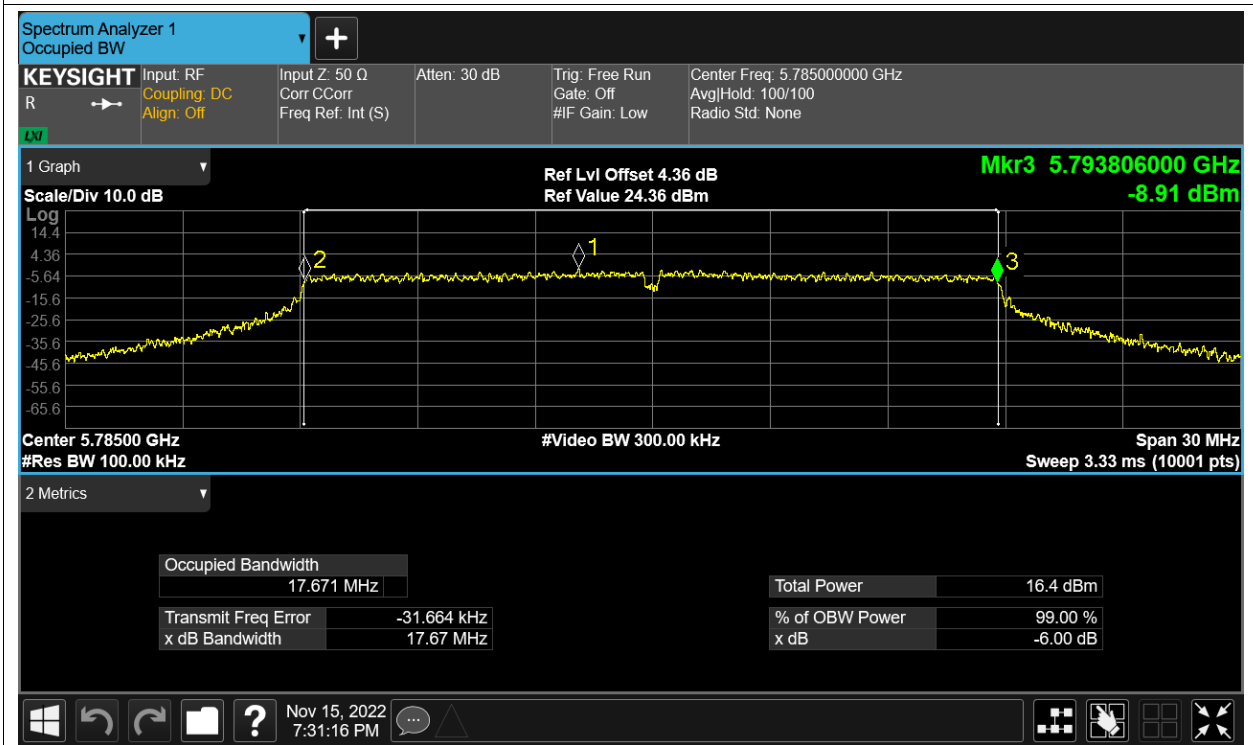 Spectrum Analyzer 1
Occupied BW
KEYSIGHT
R
LXI
Input: RF
Coupling: DC
Align: Off
Input Z: 50 Ω
Corr CCorr
Freq Ref: Int (S)
Atten: 30 dB
Trig: Free Run
Gate: Off
#IF Gain: Low
Center Freq: 5.785000000 GHz
Avg|Hold: 100/100
Radio Std: None
1 Graph
Scale/Div 10.0 dB
Ref Lvl Offset 4.36 dB
Ref Value 24.36 dBm
Mkr3 5.793806000 GHz
-8.91 dBm
Log
14.4
4.36
-5.64
-15.6
-25.6
-35.6
-45.6
-55.6
-65.6
2
1
3
Center 5.78500 GHz
#Video BW 300.00 kHz
Span 30 MHz
#Res BW 100.00 kHz
Sweep 3.33 ms (10001 pts)
2 Metrics
Occupied Bandwidth
17.671 MHz
Transmit Freq Error -31.664 kHz
x dB Bandwidth 17.67 MHz
Total Power 16.4 dBm
% of OBW Power 99.00 %
x dB -6.00 dB
?
Nov 15, 2022
7:31:16 PM